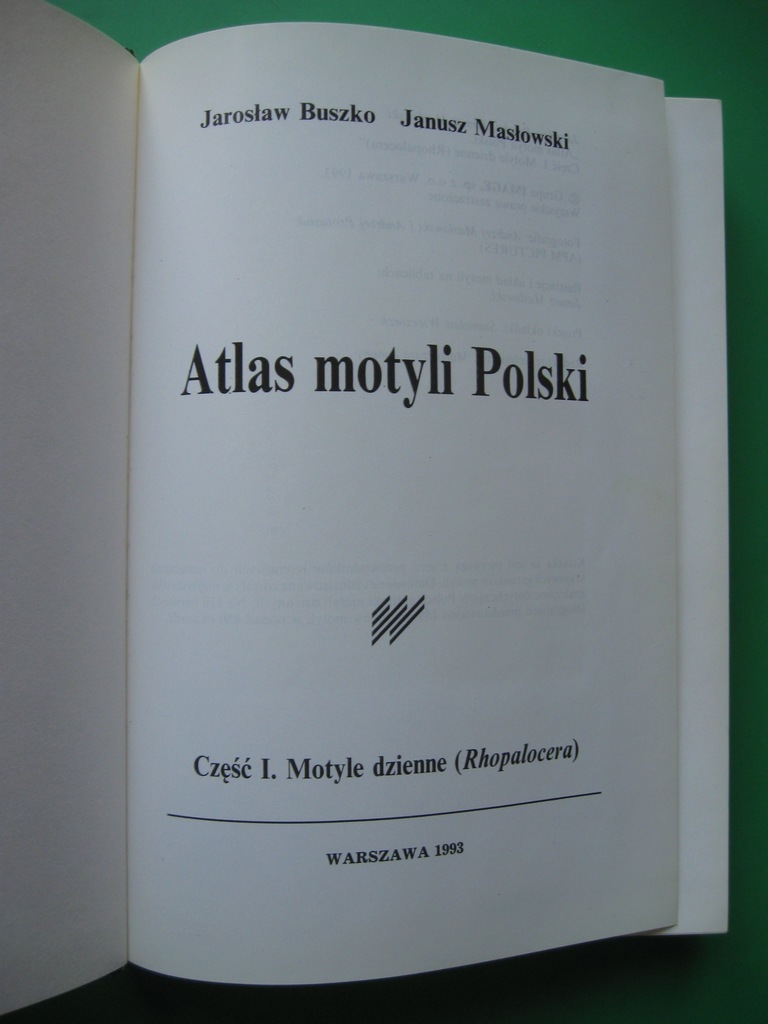 Jarosław Buszko Janusz Masłowski
Atlas motyli Polski
Część I. Motyle dzienne (Rhopalocera)
WARSZAWA 1993